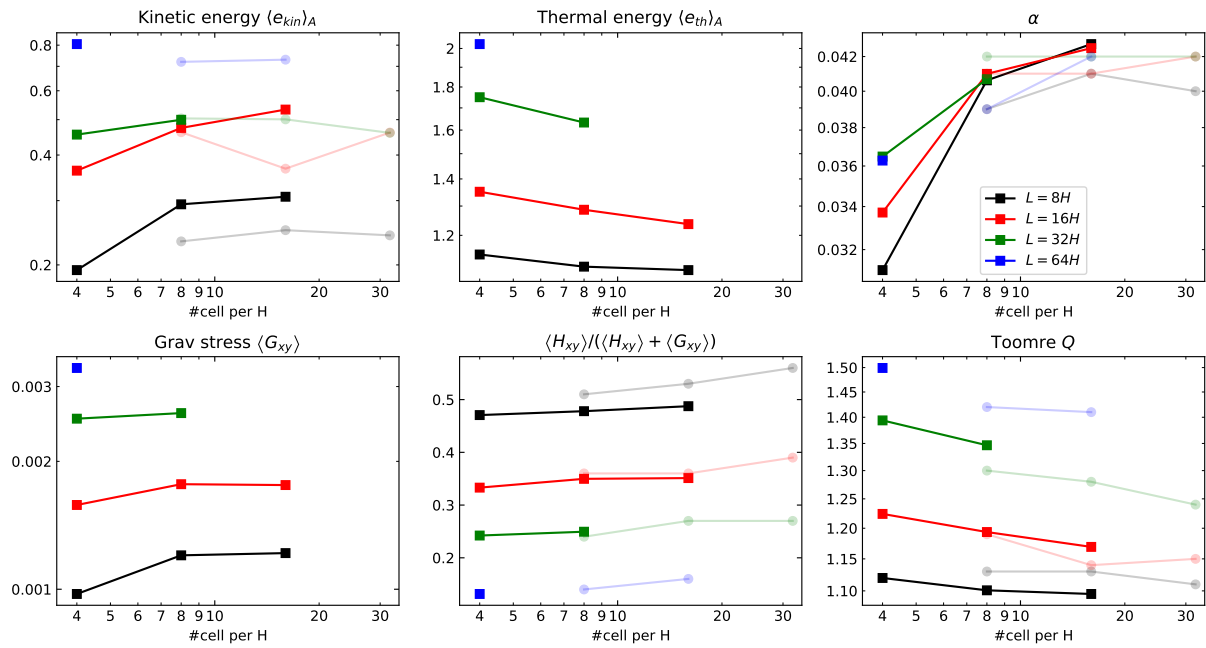 Kinetic energy ⟨e_kin⟩_A
0.8
0.6
0.4
0.2
4 5 6 7 8 9 10 20 30
#cell per H
Thermal energy ⟨e_th⟩_A
2
1.8
1.6
1.4
1.2
4 5 6 7 8 9 10 20 30
#cell per H
α
0.042
0.040
0.038
0.036
0.034
0.032
L = 8H
L = 16H
L = 32H
L = 64H
4 5 6 7 8 9 10 20 30
#cell per H
Grav stress ⟨G_xy⟩
0.003
0.002
0.001
4 5 6 7 8 9 10 20 30
#cell per H
⟨H_xy⟩/(⟨H_xy⟩ + ⟨G_xy⟩)
0.5
0.4
0.3
0.2
4 5 6 7 8 9 10 20 30
#cell per H
Toomre Q
1.50
1.45
1.40
1.35
1.30
1.25
1.20
1.15
1.10
4 5 6 7 8 9 10 20 30
#cell per H